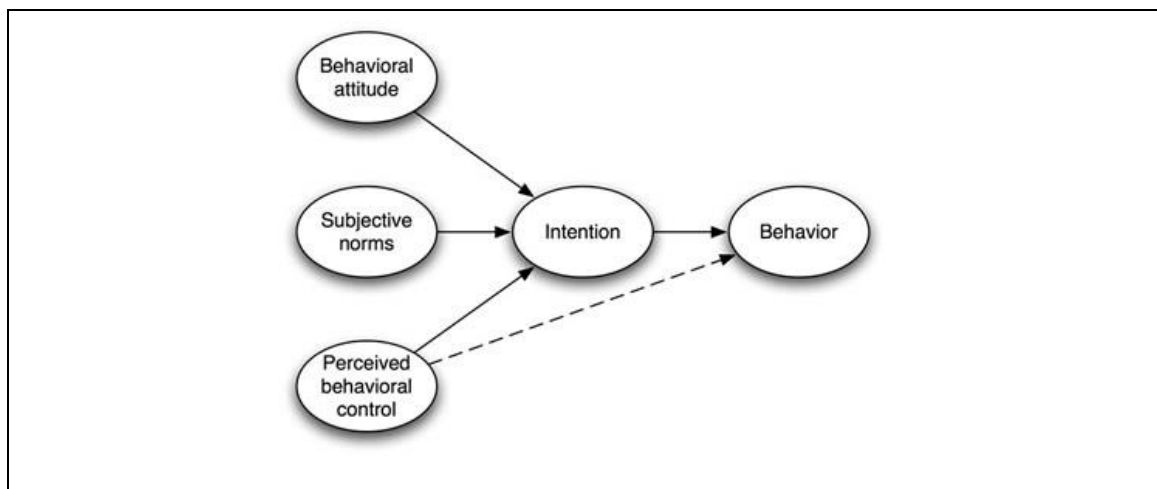 Behavioral
attitude
Subjective
norms
Intention
Behavior
Perceived
behavioral
control